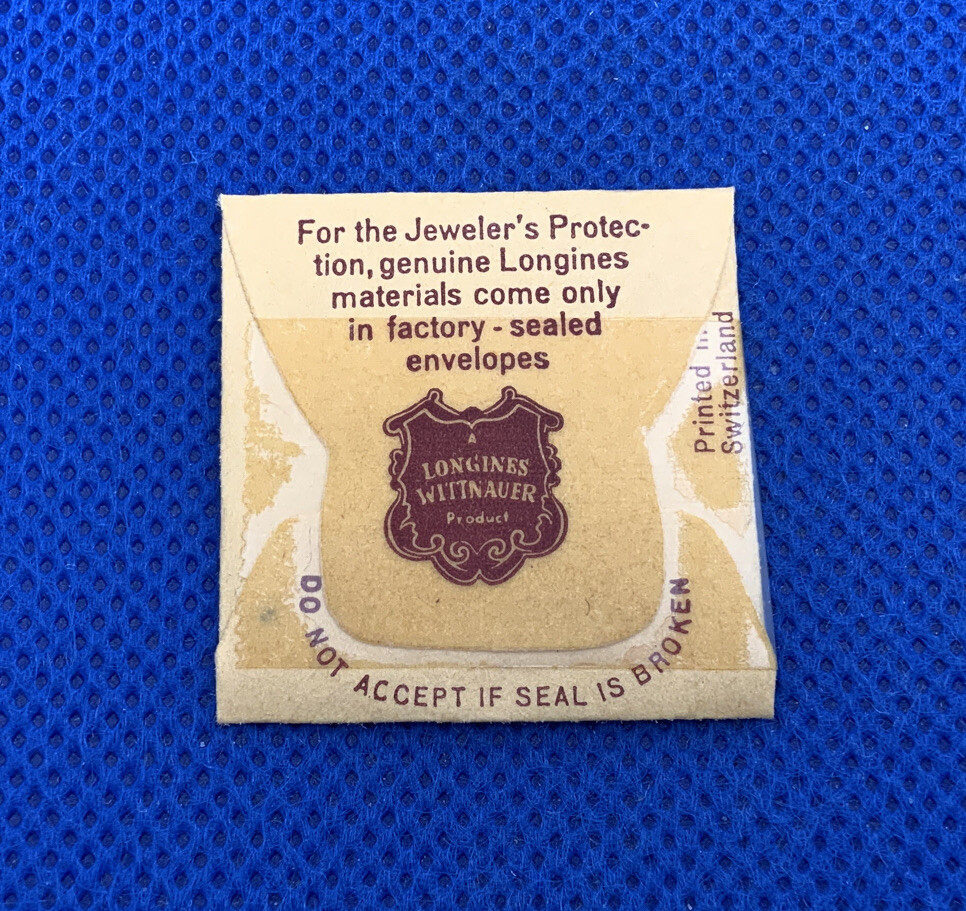 For the Jeweler's Protec-
tion, genuine Longines
materials come only
in factory - sealed
envelopes
A
LONGINES
WITTNAUER
Product
DO NOT ACCEPT IF SEAL IS BROKEN
Printed in
Switzerland